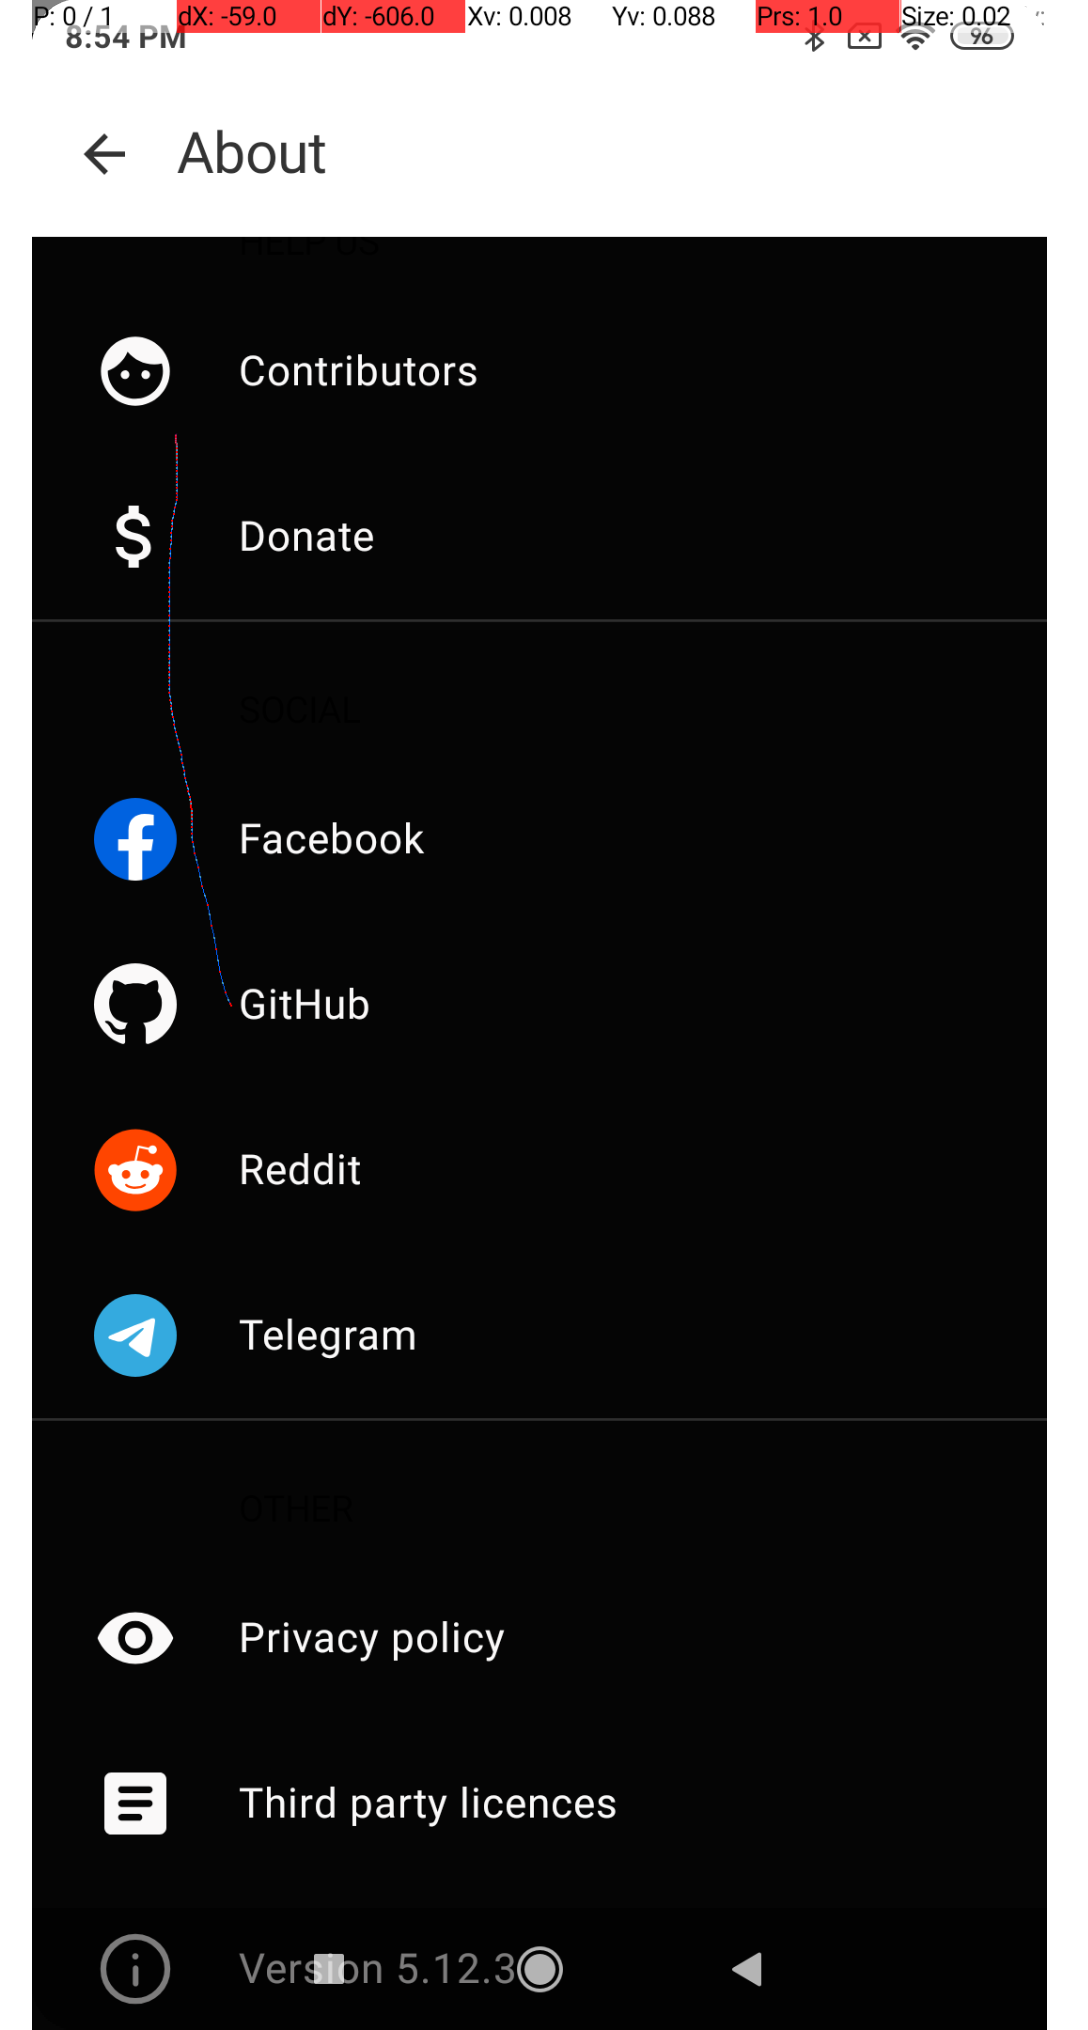 P: 0 / 1 dX: -59.0 dY: -606.0 Xv: 0.008 Yv: 0.088 Prs: 1.0 Size: 0.02
8:54 PM 96
About
HELP US
Contributors
Donate
SOCIAL
Facebook
GitHub
Reddit
Telegram
OTHER
Privacy policy
Third party licences
Version 5.12.3